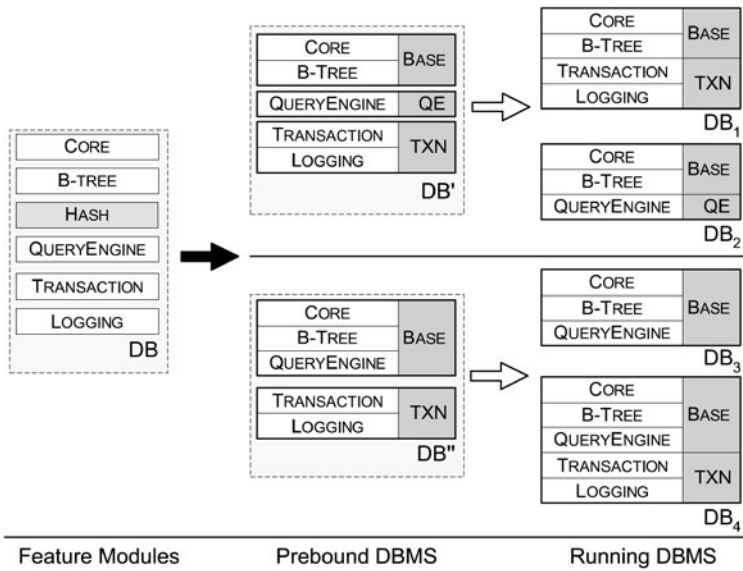 CORE
B-TREE
HASH
QUERYENGINE
TRANSACTION
LOGGING
DB
CORE
B-TREE
BASE
QUERYENGINE QE
TRANSACTION
LOGGING
TXN
DB'
CORE
B-TREE
BASE
TRANSACTION
LOGGING
TXN
DB1
CORE
B-TREE
BASE
QUERYENGINE QE
DB2
CORE
B-TREE
QUERYENGINE
BASE
TRANSACTION
LOGGING
TXN
DB"
CORE
B-TREE
QUERYENGINE
BASE
DB3
CORE
B-TREE
QUERYENGINE
BASE
TRANSACTION
LOGGING
TXN
DB4
Feature Modules Prebound DBMS Running DBMS